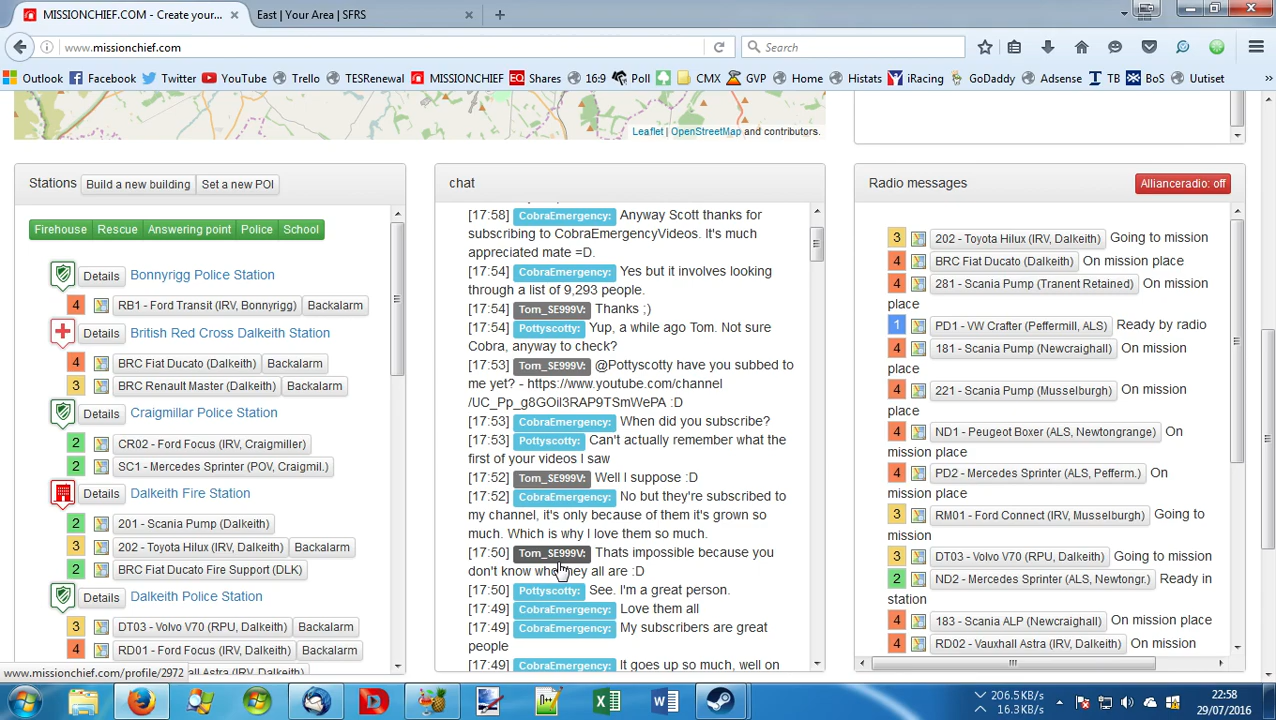 MISSIONCHIEF.COM - Create your... × East | Your Area | SFRS × +
www.missionchief.com Search
Outlook Facebook Twitter YouTube Trello TESRenewal MISSIONCHIEF EQ Shares 16:9 Poll CMX GVP Home Histats iRacing GoDaddy Adsense TB BoS Uutiset »
Leaflet | OpenStreetMap and contributors.
Stations Build a new building Set a new POI
Firehouse Rescue Answering point Police School
Details Bonnyrigg Police Station
4 RB1 - Ford Transit (IRV, Bonnyrigg) Backalarm
Details British Red Cross Dalkeith Station
4 BRC Fiat Ducato (Dalkeith) Backalarm
3 BRC Renault Master (Dalkeith) Backalarm
Details Craigmillar Police Station
2 CR02 - Ford Focus (IRV, Craigmiller)
2 SC1 - Mercedes Sprinter (POV, Craigmil.)
Details Dalkeith Fire Station
2 201 - Scania Pump (Dalkeith)
3 202 - Toyota Hilux (IRV, Dalkeith) Backalarm
2 BRC Fiat Ducato Fire Support (DLK)
Details Dalkeith Police Station
3 DT03 - Volvo V70 (RPU, Dalkeith) Backalarm
4 RD01 - Ford Focus (IRV, Dalkeith) Backalarm
all Astra (IRV, Dalkeith) Backalarm
www.missionchief.com/profile/2972
chat
[17:58] CobraEmergency: Anyway Scott thanks for
subscribing to CobraEmergencyVideos. It's much
appreciated mate =D.
[17:54] CobraEmergency: Yes but it involves looking
through a list of 9,293 people.
[17:54] Tom_SE999V: Thanks ;)
[17:54] Pottyscotty: Yup, a while ago Tom. Not sure
Cobra, anyway to check?
[17:53] Tom_SE999V: @Pottyscotty have you subbed to
me yet? - https://www.youtube.com/channel
/UC_Pp_g8GOil3RAP9TSmWePA :D
[17:53] CobraEmergency: When did you subscribe?
[17:53] Pottyscotty: Can't actually remember what the
first of your videos I saw
[17:52] Tom_SE999V: Well I suppose :D
[17:52] CobraEmergency: No but they're subscribed to
my channel, it's only because of them it's grown so
much. Which is why I love them so much.
[17:50] Tom_SE999V: Thats impossible because you
don't know who they all are :D
[17:50] Pottyscotty: See. I'm a great person.
[17:49] CobraEmergency: Love them all
[17:49] CobraEmergency: My subscribers are great
people
[17:49] CobraEmergency: It goes up so much, well on
Radio messages Allianceradio: off
3 202 - Toyota Hilux (IRV, Dalkeith) Going to mission
4 BRC Fiat Ducato (Dalkeith) On mission place
4 281 - Scania Pump (Tranent Retained) On mission
place
1 PD1 - VW Crafter (Peffermill, ALS) Ready by radio
4 181 - Scania Pump (Newcraighall) On mission
place
4 221 - Scania Pump (Musselburgh) On mission
place
4 ND1 - Peugeot Boxer (ALS, Newtongrange) On
mission place
4 PD2 - Mercedes Sprinter (ALS, Pefferm.) On
mission place
3 RM01 - Ford Connect (IRV, Musselburgh) Going to
mission
3 DT03 - Volvo V70 (RPU, Dalkeith) Going to mission
2 ND2 - Mercedes Sprinter (ALS, Newtongr.) Ready in
station
4 183 - Scania ALP (Newcraighall) On mission place
4 RD02 - Vauxhall Astra (IRV, Dalkeith) On mission
206.5KB/s
16.3KB/s
22:58
29/07/2016